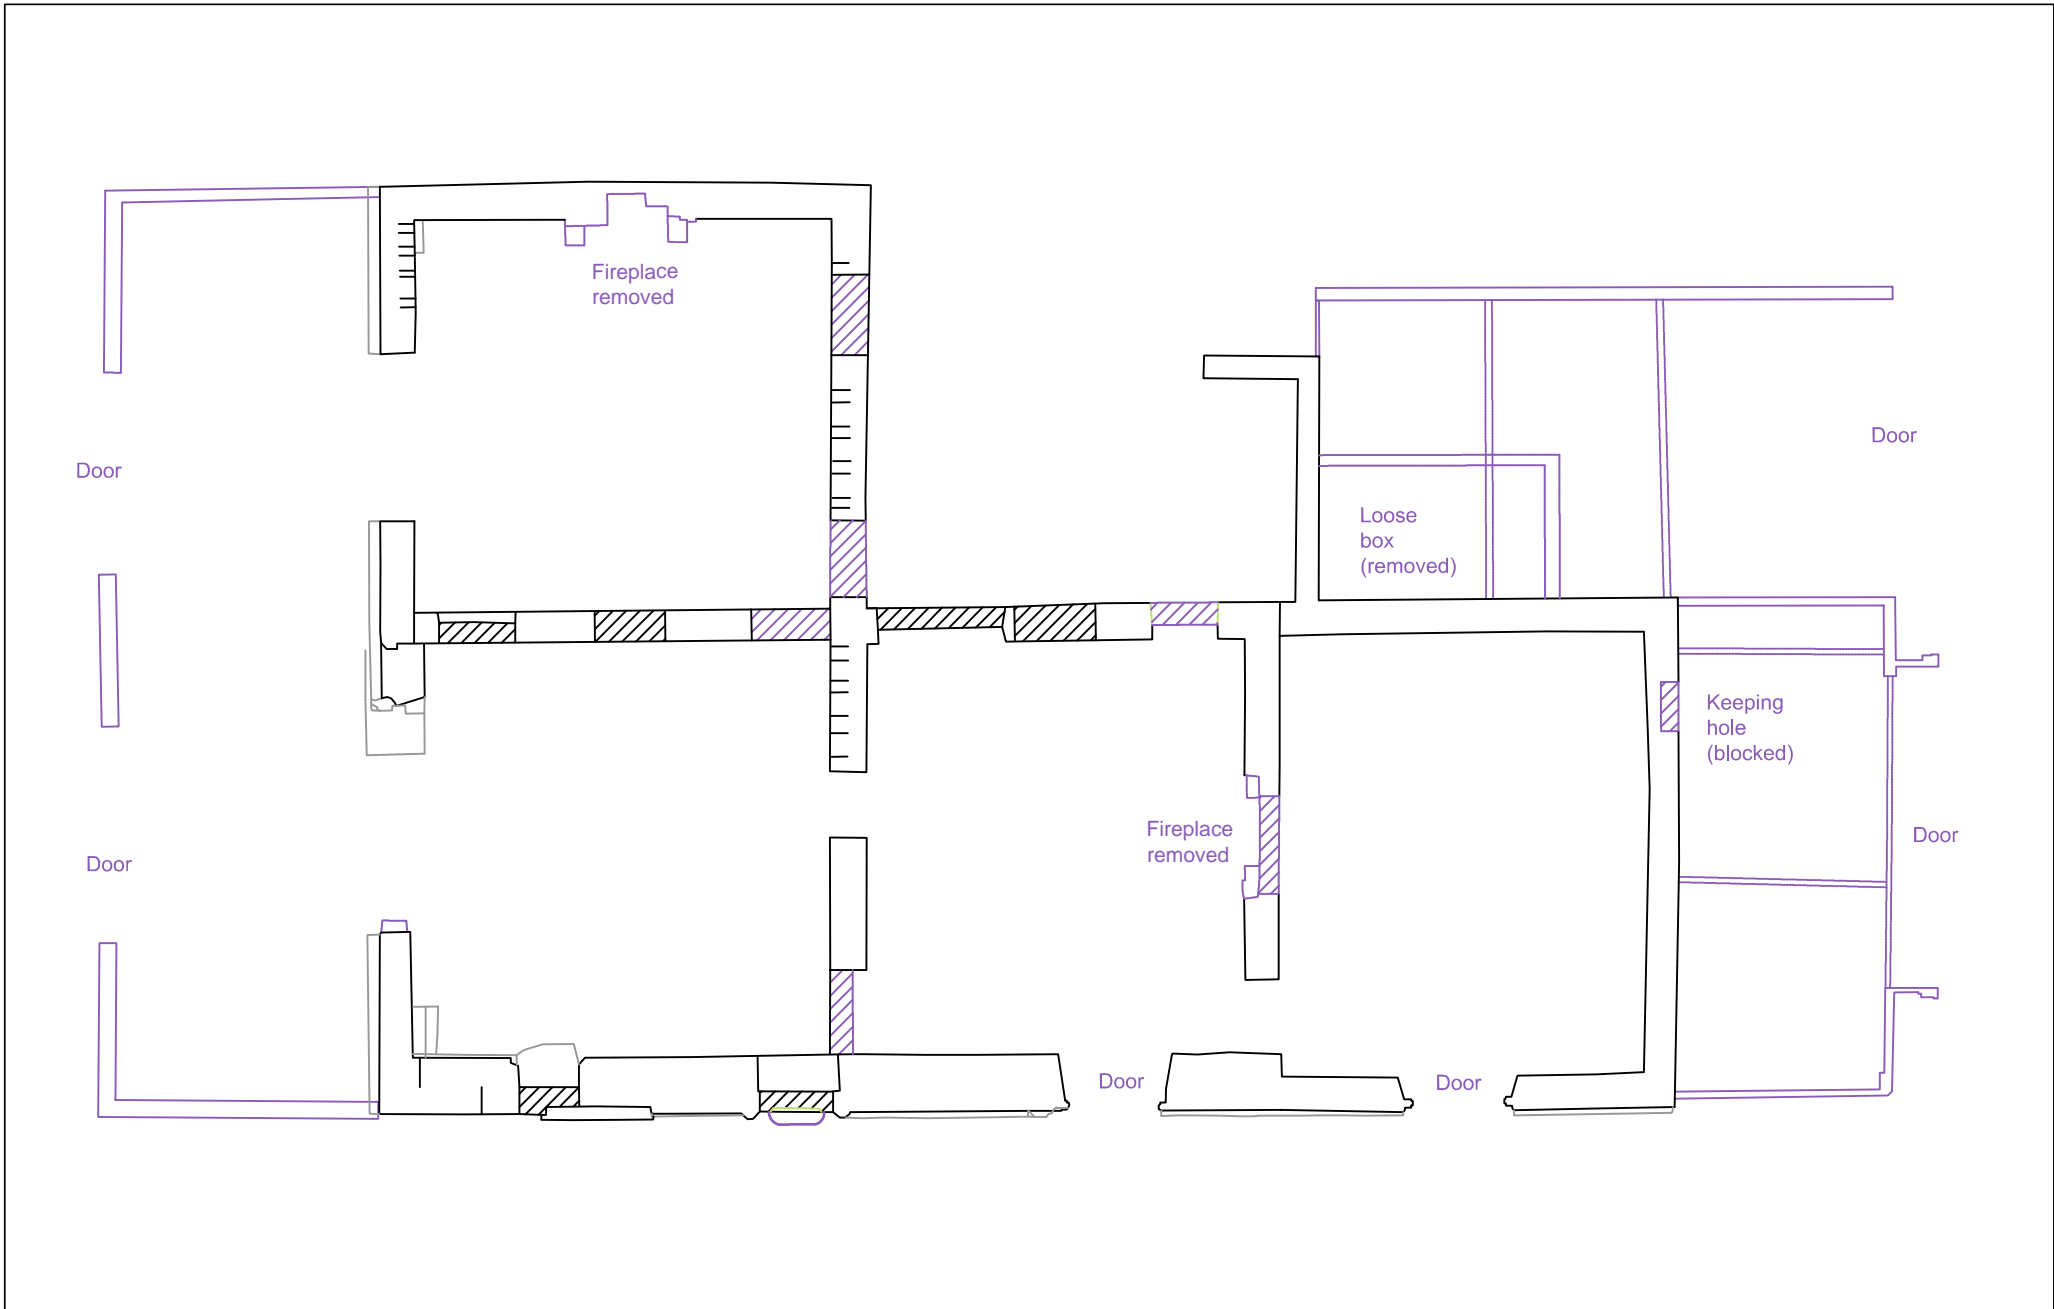 Fireplace
removed
Door
Door
Loose
box
(removed)
Keeping
hole
(blocked)
Fireplace
removed
Door
Door
Door
Door